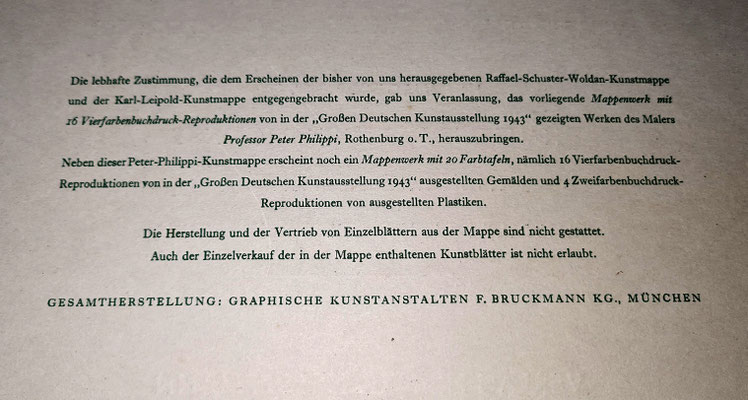 Die lebhafte Zustimmung, die dem Erscheinen der bisher von uns herausgegebenen Raffael-Schuster-Woldan-Kunstmappe
und der Karl-Leipold-Kunstmappe entgegengebracht wurde, gab uns Veranlassung, das vorliegende Mappenwerk mit
16 Vierfarbenbuchdruck-Reproduktionen von in der „Großen Deutschen Kunstausstellung 1943“ gezeigten Werken des Malers
Professor Peter Philippi, Rothenburg o. T., herauszubringen.
Neben dieser Peter-Philippi-Kunstmappe erscheint noch ein Mappenwerk mit 20 Farbtafeln, nämlich 16 Vierfarbenbuchdruck-
Reproduktionen von in der „Großen Deutschen Kunstausstellung 1943“ ausgestellten Gemälden und 4 Zweifarbenbuchdruck-
Reproduktionen von ausgestellten Plastiken.
Die Herstellung und der Vertrieb von Einzelblättern aus der Mappe sind nicht gestattet.
Auch der Einzelverkauf der in der Mappe enthaltenen Kunstblätter ist nicht erlaubt.
GESAMTHERSTELLUNG: GRAPHISCHE KUNSTANSTALTEN F. BRUCKMANN KG., MÜNCHEN